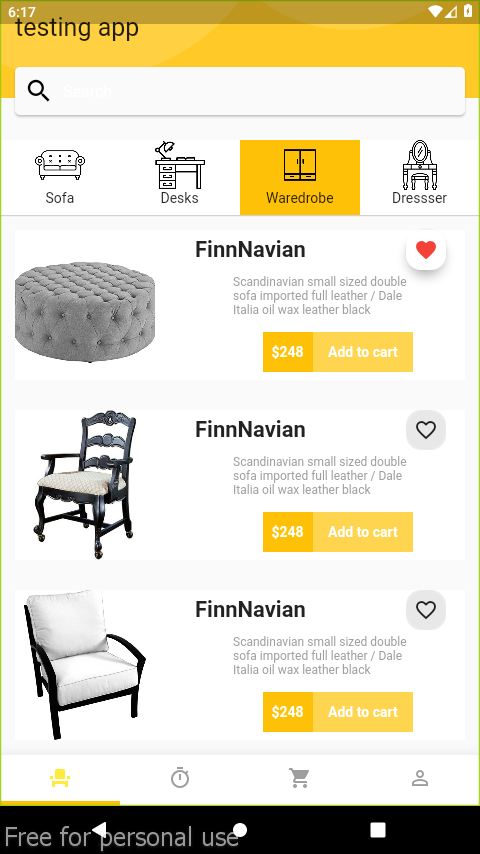 6:17
testing app
Search
Sofa
Desks
Waredrobe
Dressser
FinnNavian
Scandinavian small sized double
sofa imported full leather / Dale
Italia oil wax leather black
$248
Add to cart
FinnNavian
Scandinavian small sized double
sofa imported full leather / Dale
Italia oil wax leather black
$248
Add to cart
FinnNavian
Scandinavian small sized double
sofa imported full leather / Dale
Italia oil wax leather black
$248
Add to cart
Free for personal use